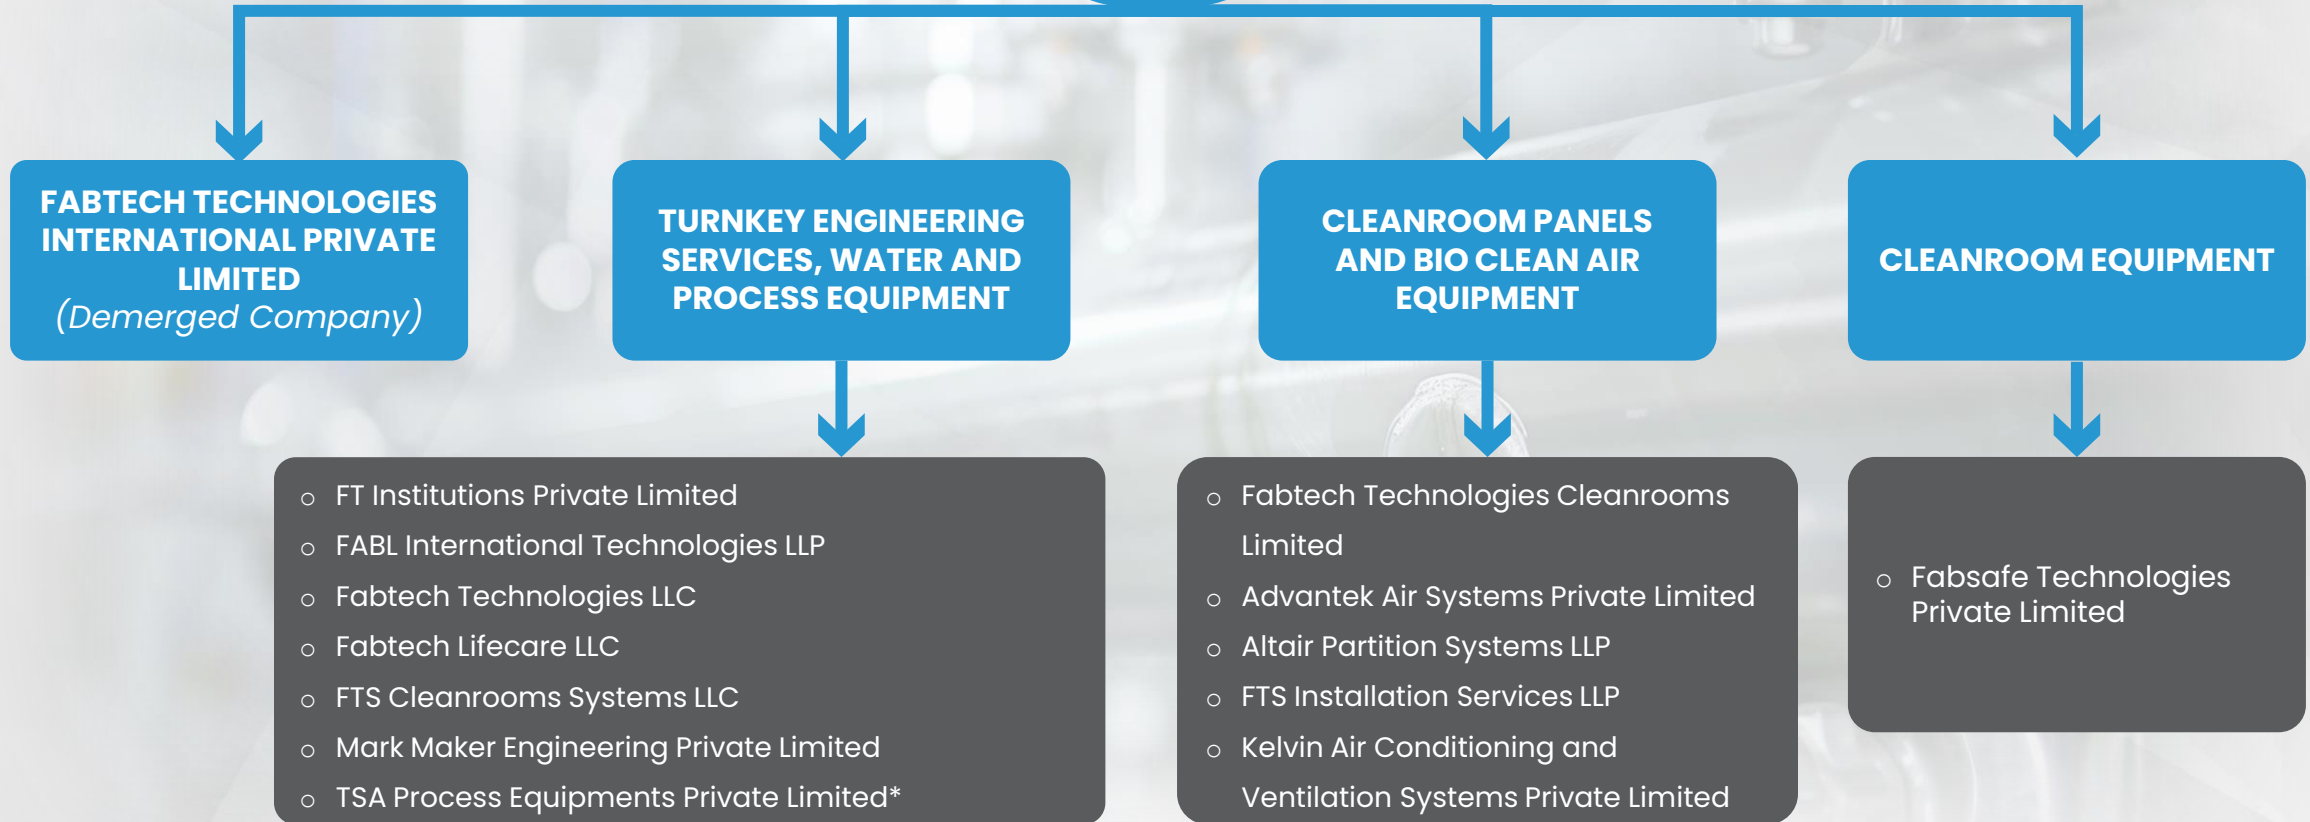 FABTECH TECHNOLOGIES
INTERNATIONAL PRIVATE
LIMITED
(Demerged Company)
TURNKEY ENGINEERING
SERVICES, WATER AND
PROCESS EQUIPMENT
CLEANROOM PANELS
AND BIO CLEAN AIR
EQUIPMENT
CLEANROOM EQUIPMENT
○ FT Institutions Private Limited
○ FABL International Technologies LLP
○ Fabtech Technologies LLC
○ Fabtech Lifecare LLC
○ FTS Cleanrooms Systems LLC
○ Mark Maker Engineering Private Limited
○ TSA Process Equipments Private Limited*
○ Fabtech Technologies Cleanrooms
Limited
○ Advantek Air Systems Private Limited
○ Altair Partition Systems LLP
○ FTS Installation Services LLP
○ Kelvin Air Conditioning and
Ventilation Systems Private Limited
○ Fabsafe Technologies
Private Limited